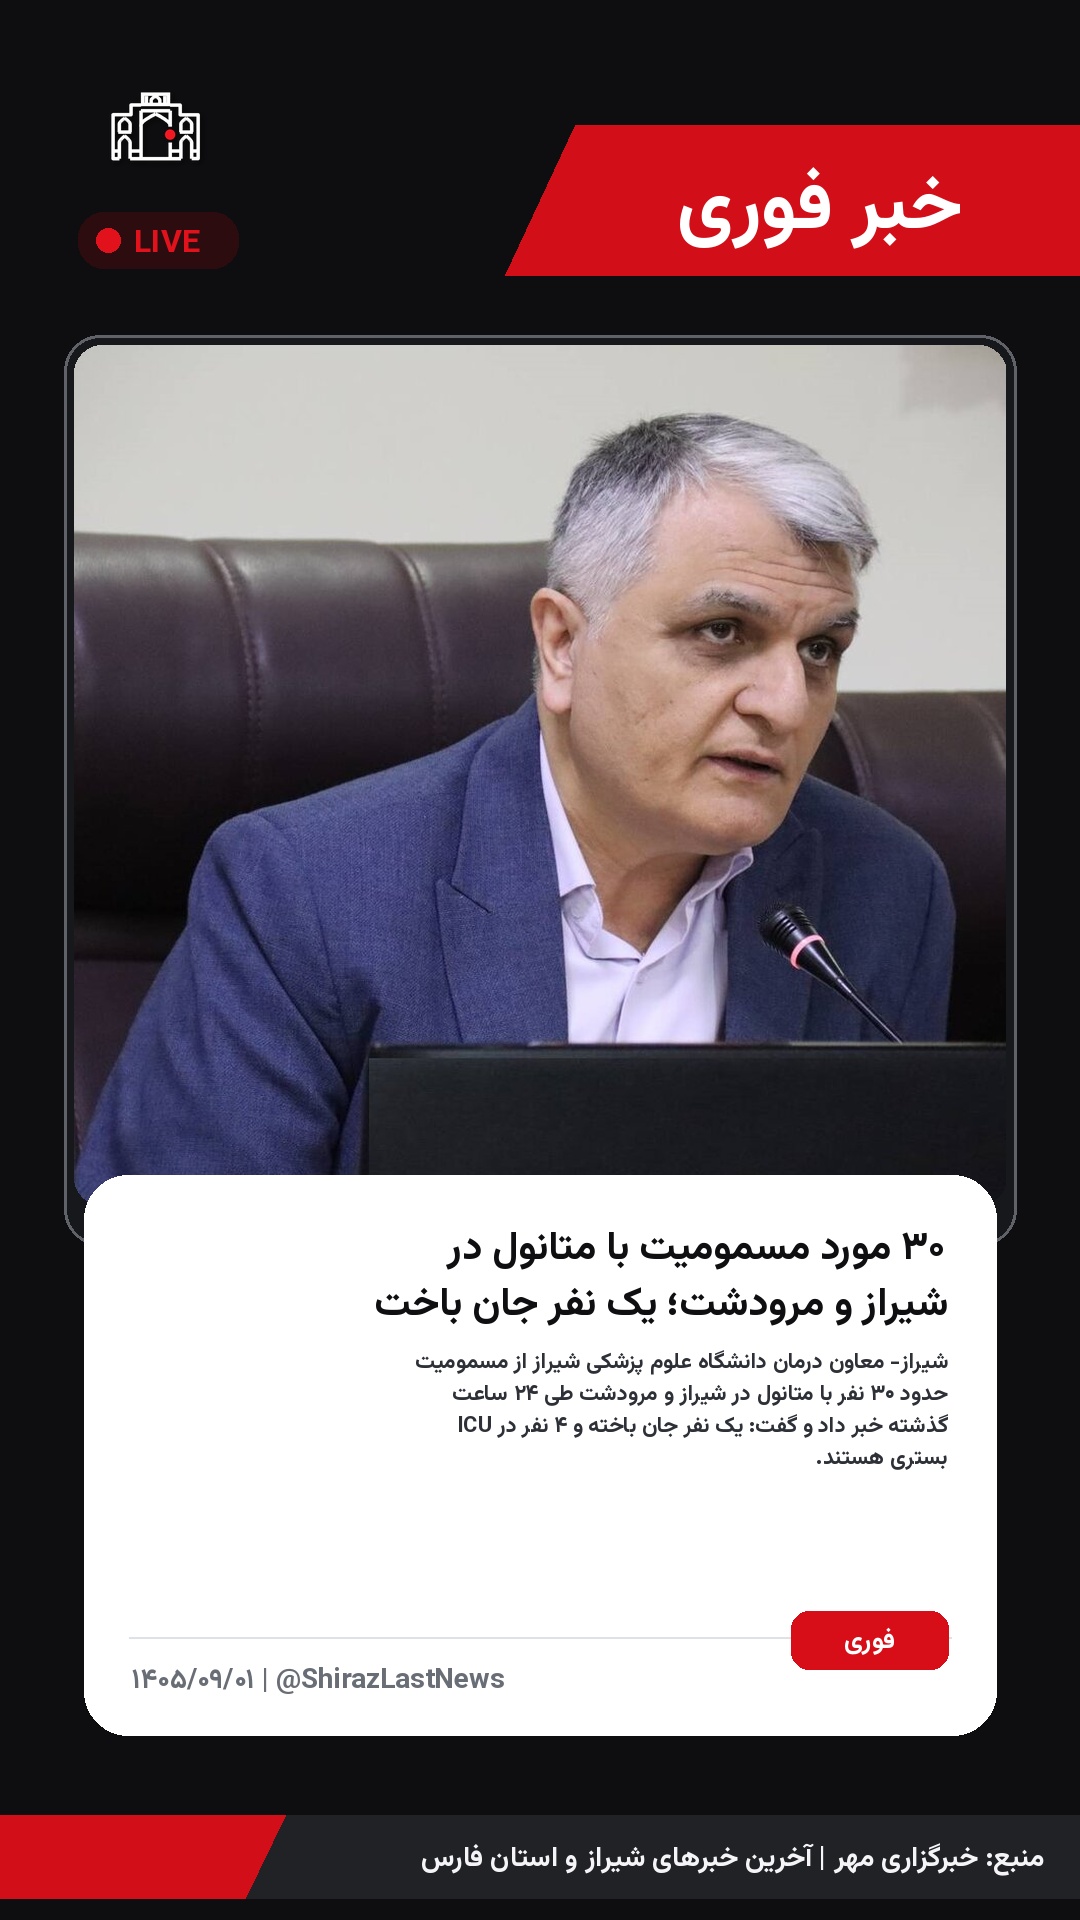 خبر فوری
LIVE
۳۰ مورد مسمومیت با متانول در
شیراز و مرودشت؛ یک نفر جان باخت
شیراز- معاون درمان دانشگاه علوم پزشکی شیراز از مسمومیت
حدود ۳۰ نفر با متانول در شیراز و مرودشت طی ۲۴ ساعت
گذشته خبر داد و گفت: یک نفر جان باخته و ۴ نفر در ICU
بستری هستند.
فوری
۱۴۰۵/۰۹/۰۱ | @ShirazLastNews
منبع: خبرگزاری مهر | آخرین خبرهای شیراز و استان فارس